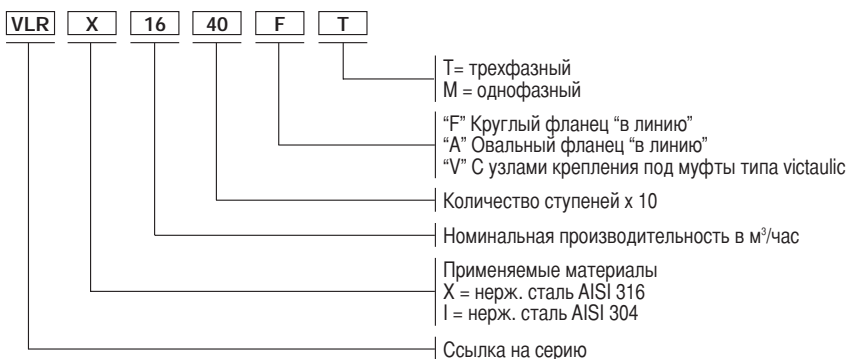 VLR X 16 40 F T
T= трехфазный
M = однофазный
“F” Круглый фланец “в линию”
“A” Овальный фланец “в линию”
“V” С узлами крепления под муфты типа victaulic
Количество ступеней x 10
Номинальная производительность в м³/час
Применяемые материалы
X = нерж. сталь AISI 316
I = нерж. сталь AISI 304
Ссылка на серию